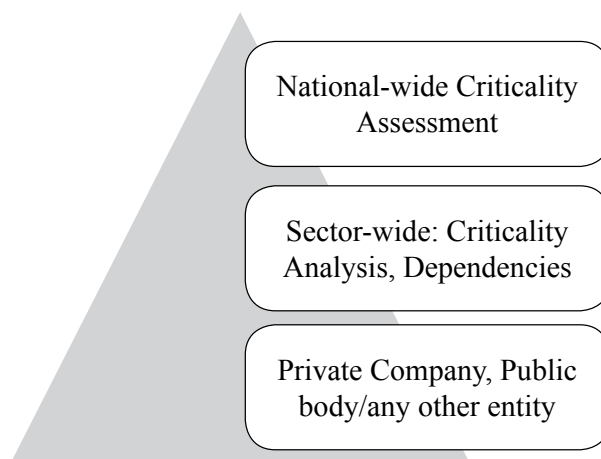 National-wide Criticality
Assessment
Sector-wide: Criticality
Analysis, Dependencies
Private Company, Public
body/any other entity